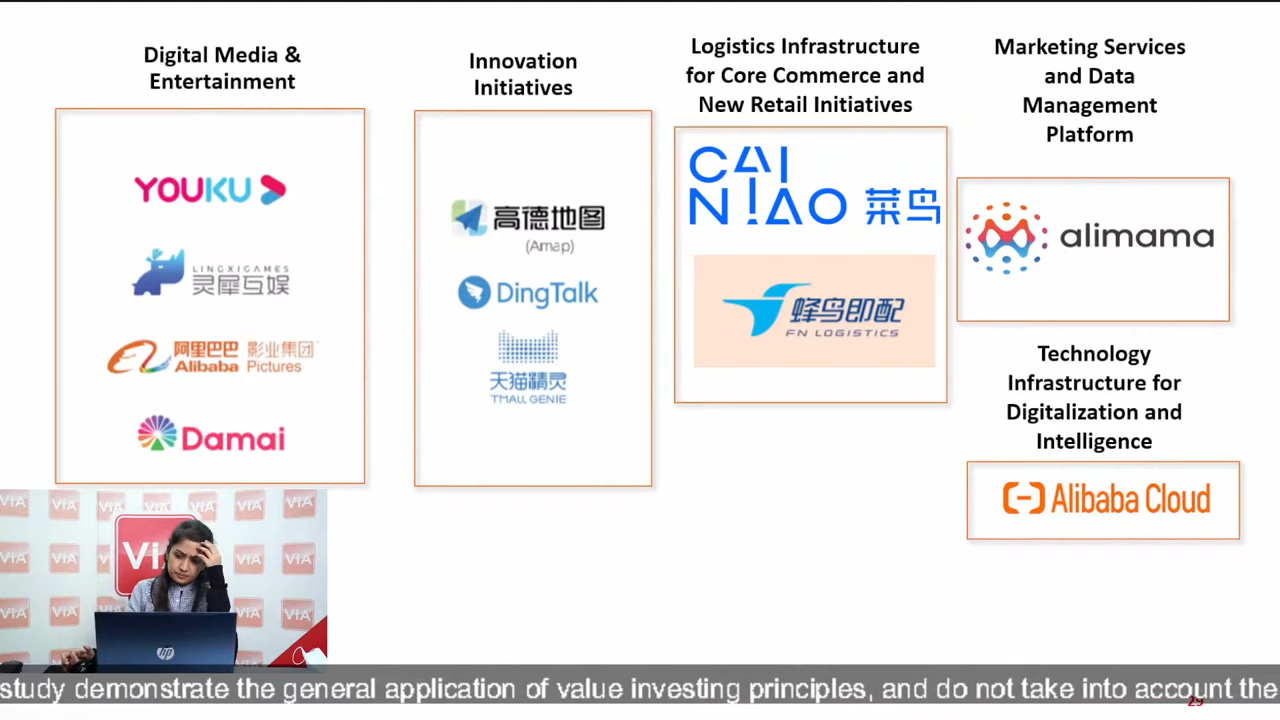 Digital Media &
Entertainment
YOUKU
LINGXIGAMES
灵犀互娱
阿里巴巴 影业集团
Alibaba Pictures
Damai
Innovation
Initiatives
高德地图
(Amap)
DingTalk
天猫精灵
TMALL GENIE
Logistics Infrastructure
for Core Commerce and
New Retail Initiatives
CAI
NIAO 菜鸟
蜂鸟即配
FN LOGISTICS
Marketing Services
and Data
Management
Platform
alimama
Technology
Infrastructure for
Digitalization and
Intelligence
Alibaba Cloud
VIA
hp
study demonstrate the general application of value investing principles, and do not take into account the
29